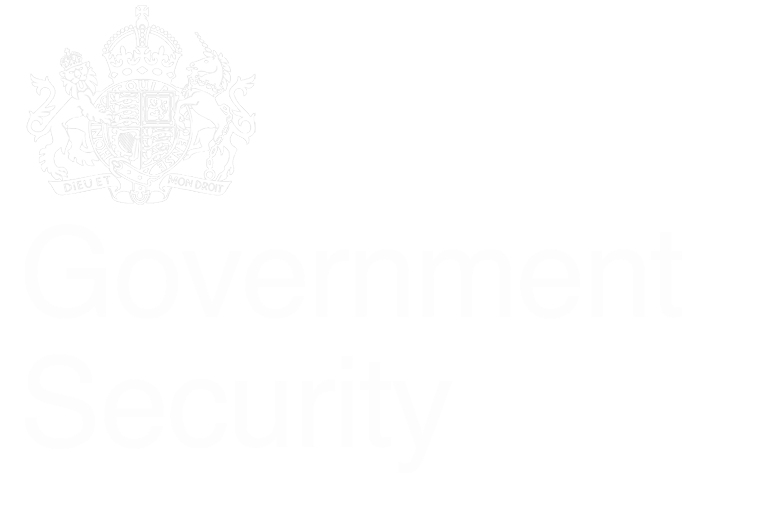 DIEU ET MON DROIT
Government
Security